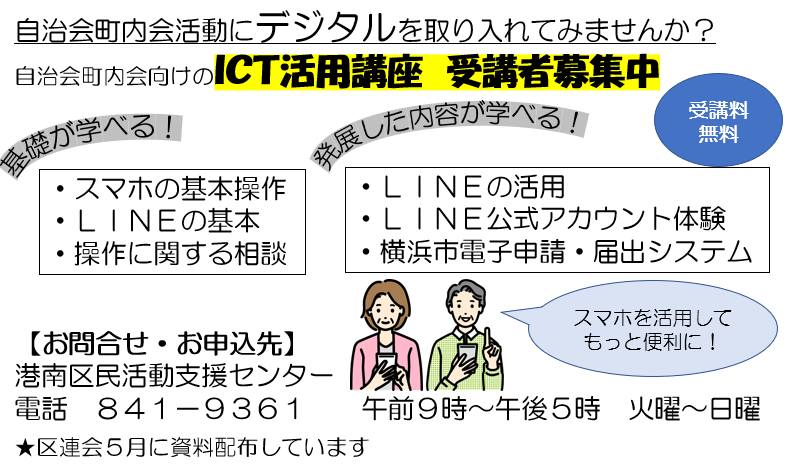 自治会町内会活動にデジタルを取り入れてみませんか？
自治会町内会向けのICT活用講座　受講者募集中
受講料
無料
基礎が学べる！
・スマホの基本操作
・ＬＩＮＥの基本
・操作に関する相談
発展した内容が学べる！
・ＬＩＮＥの活用
・ＬＩＮＥ公式アカウント体験
・横浜市電子申請・届出システム
スマホを活用して
もっと便利に！
【お問合せ・お申込先】
港南区民活動支援センター
電話　８４１－９３６１　　午前９時～午後５時　火曜～日曜
★区連会５月に資料配布しています